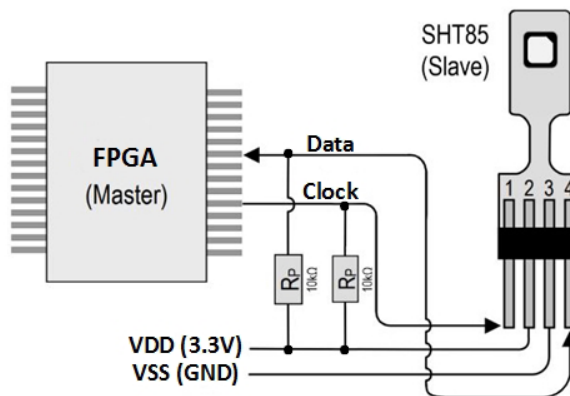 SHT85
(Slave)
FPGA
(Master)
Data
Clock
1 2 3 4
RP 10kΩ
RP 10kΩ
VDD (3.3V)
VSS (GND)